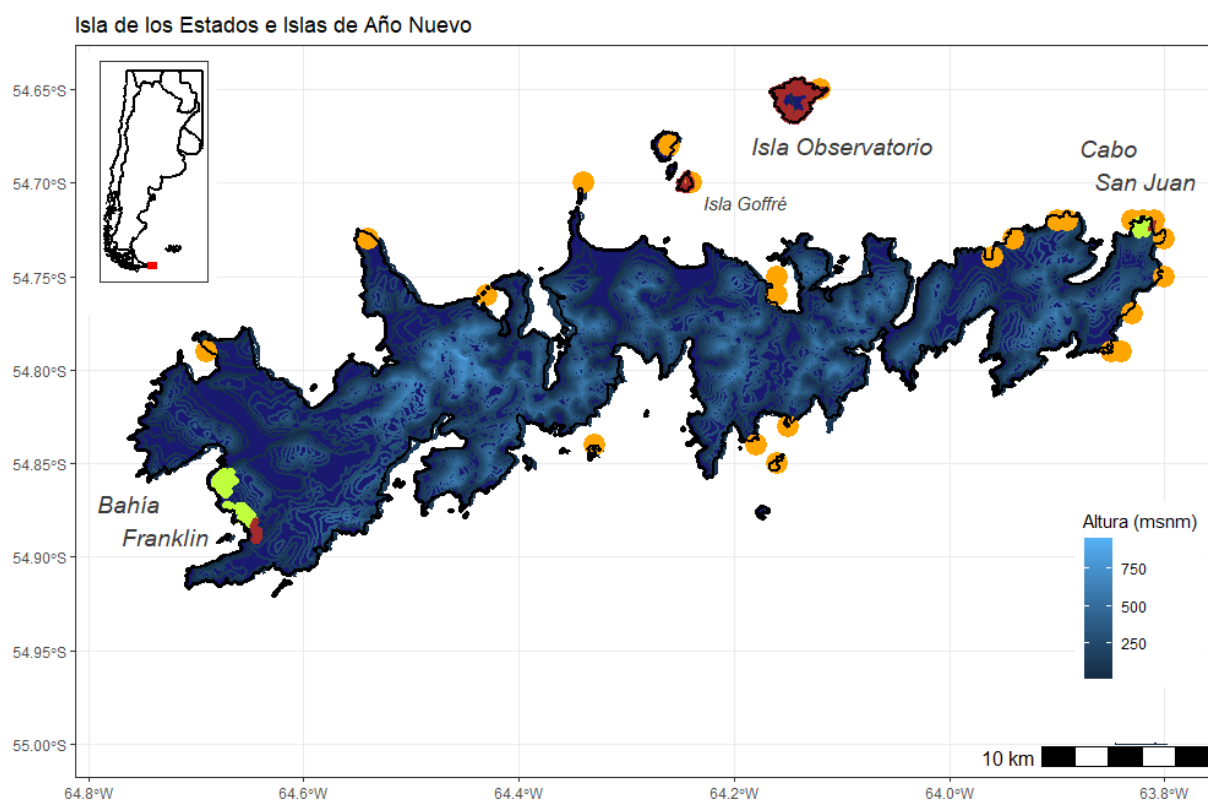 Isla de los Estados e Islas de Año Nuevo
54.65°S
54.70°S
54.75°S
54.80°S
54.85°S
54.90°S
54.95°S
55.00°S
Isla Observatorio
Isla Goffré
Cabo
San Juan
Bahía
Franklin
Altura (msnm)
750
500
250
10 km
64.8°W
64.6°W
64.4°W
64.2°W
64.0°W
63.8°W